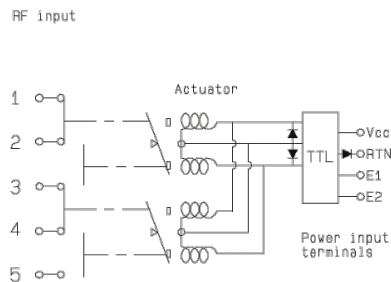 RF input
Actuator
1
2
3
4
5
TTL
Vcc
RTN
E1
E2
Power input
terminals